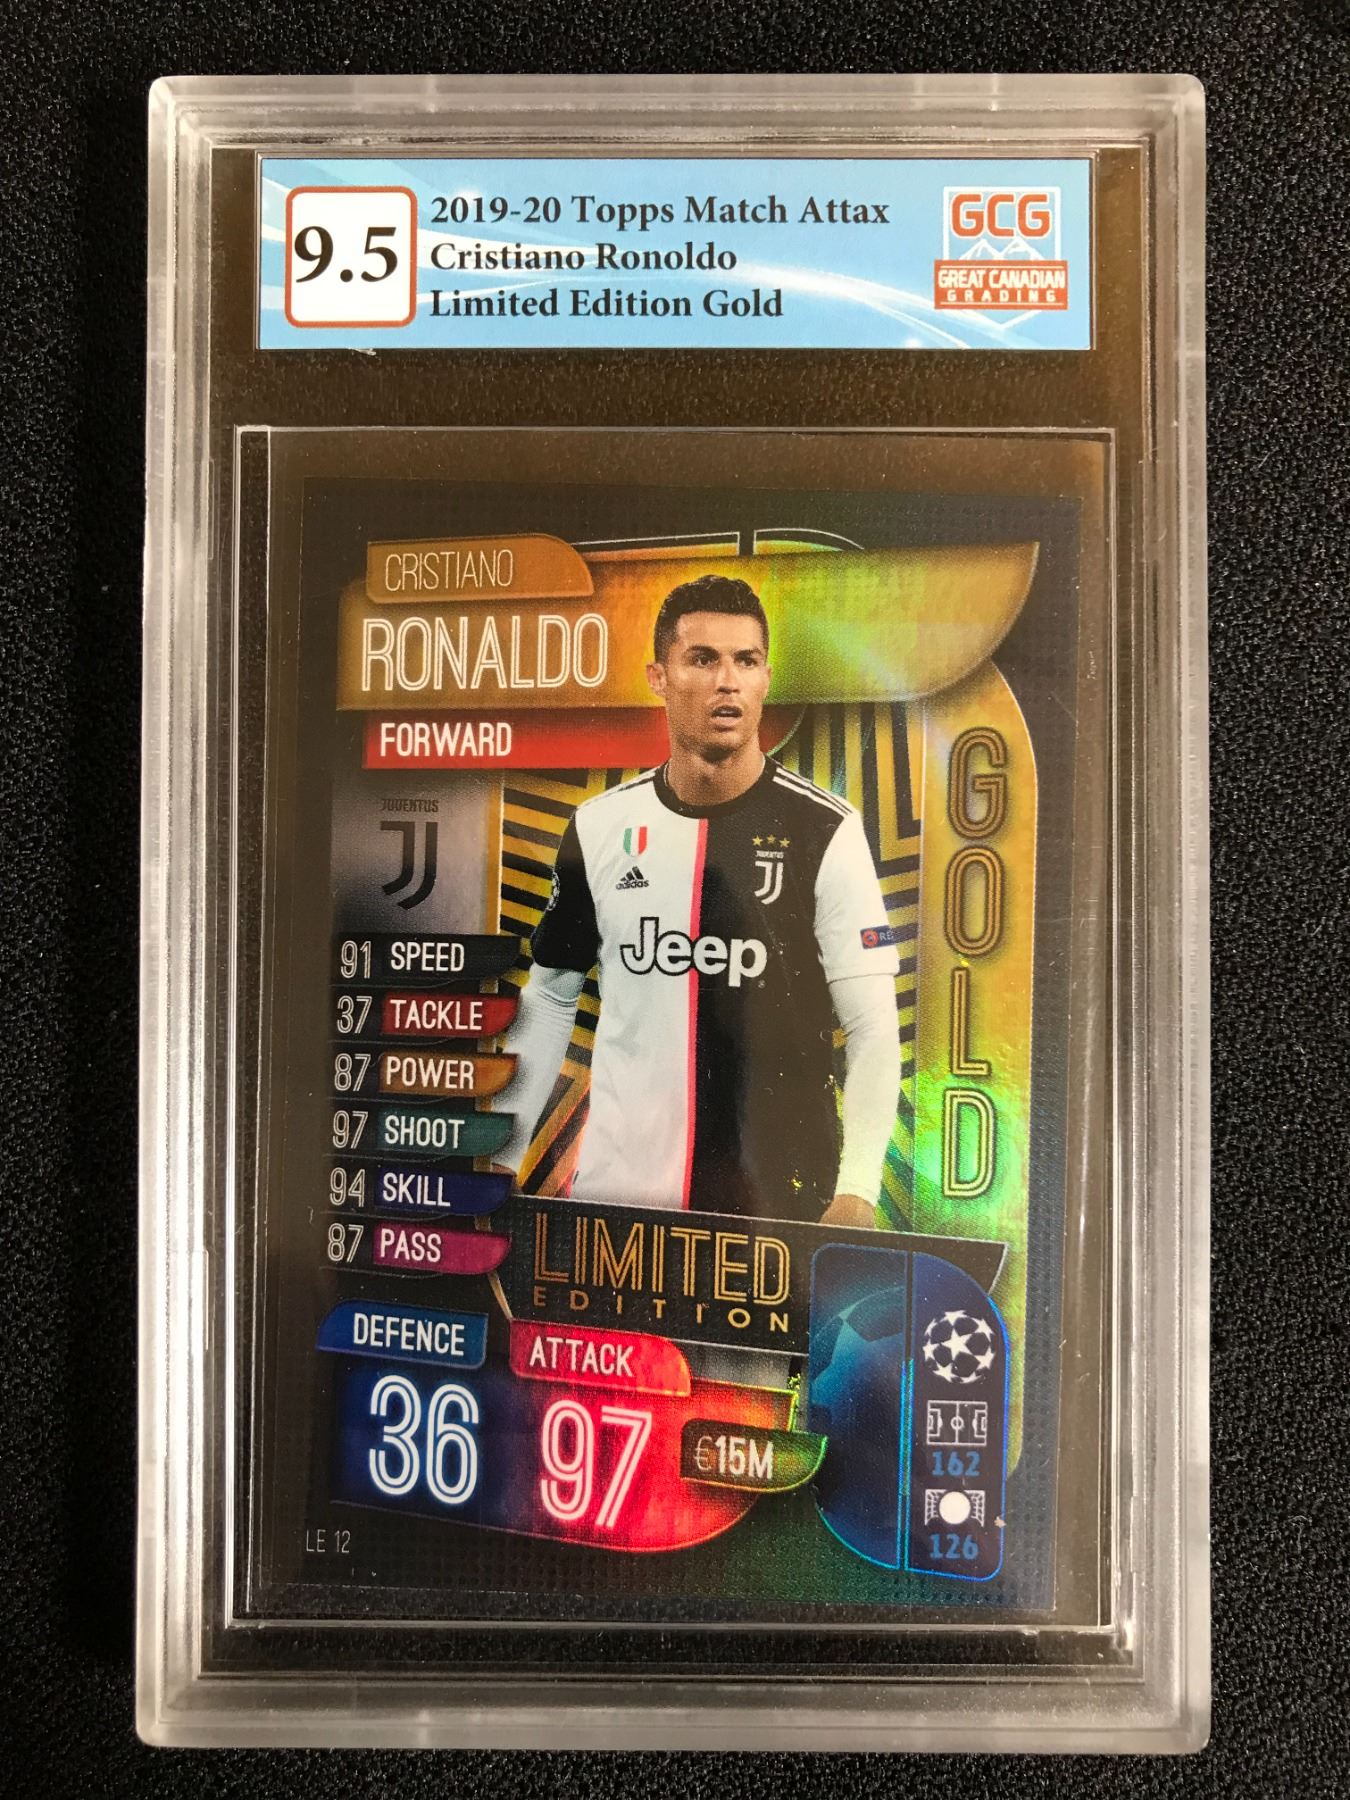 9.5
2019-20 Topps Match Attax
Cristiano Ronoldo
Limited Edition Gold
GCG
GREAT CANADIAN
GRADING
CRISTIANO
RONALDO
FORWARD
GOLD
JUVENTUS
JUVENTUS
adidas
Jeep
91 SPEED
37 TACKLE
87 POWER
97 SHOOT
94 SKILL
87 PASS
LIMITED
EDITION
DEFENCE
36
ATTACK
97
€15M
162
126
LE 12